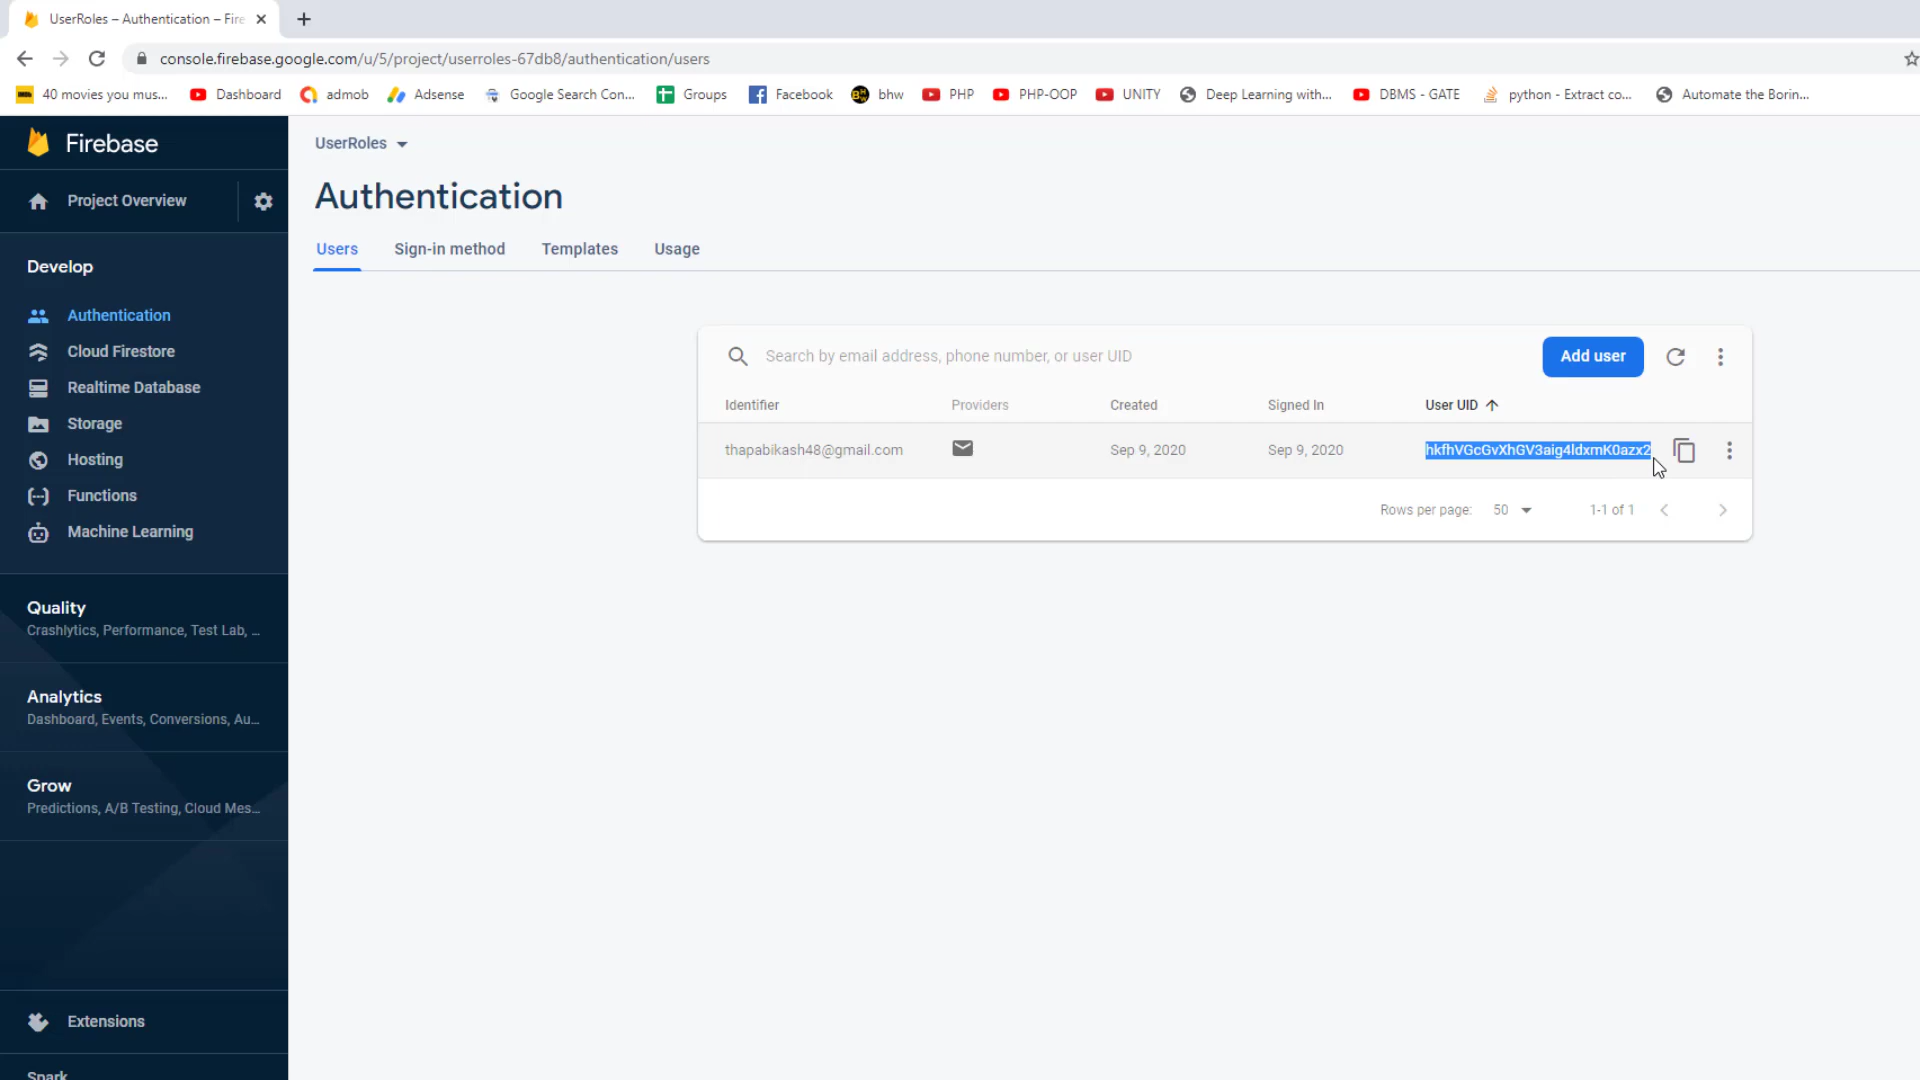 UserRoles – Authentication – Fire
console.firebase.google.com/u/5/project/userroles-67db8/authentication/users
40 movies you mus... Dashboard admob Adsense Google Search Con... Groups Facebook bhw PHP PHP-OOP UNITY Deep Learning with... DBMS - GATE python - Extract co... Automate the Borin...
Firebase
Project Overview
Develop
Authentication
Cloud Firestore
Realtime Database
Storage
Hosting
Functions
Machine Learning
Quality
Crashlytics, Performance, Test Lab, ...
Analytics
Dashboard, Events, Conversions, Au...
Grow
Predictions, A/B Testing, Cloud Mes...
Extensions
Spark
UserRoles
Authentication
Users Sign-in method Templates Usage
Search by email address, phone number, or user UID Add user
Identifier Providers Created Signed In User UID
thapabikash48@gmail.com Sep 9, 2020 Sep 9, 2020 hkfhVGcGvXhGV3aig4ldxmK0azx2
Rows per page: 50 1-1 of 1